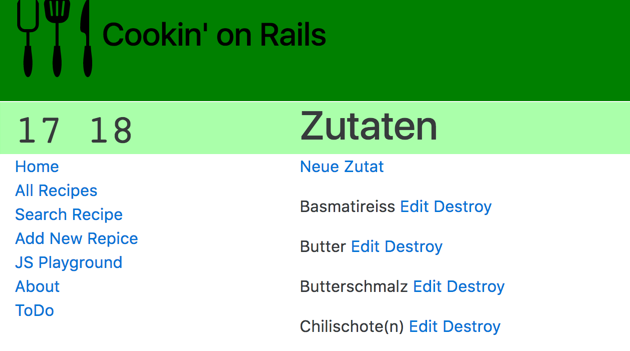 Cookin' on Rails
17 18
Zutaten
Home
All Recipes
Search Recipe
Add New Repice
JS Playground
About
ToDo
Neue Zutat
Basmatireiss Edit Destroy
Butter Edit Destroy
Butterschmalz Edit Destroy
Chilischote(n) Edit Destroy